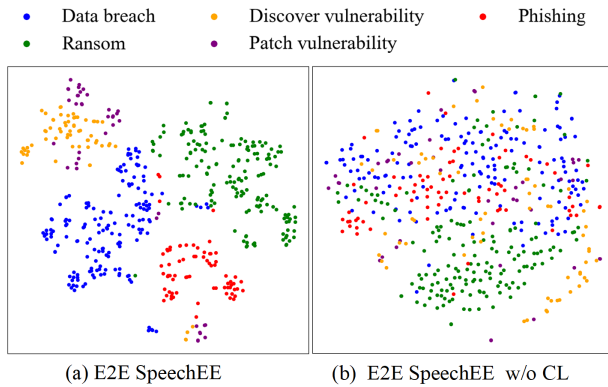 Data breach
Discover vulnerability
Phishing
Ransom
Patch vulnerability
(a) E2E SpeechEE
(b) E2E SpeechEE w/o CL